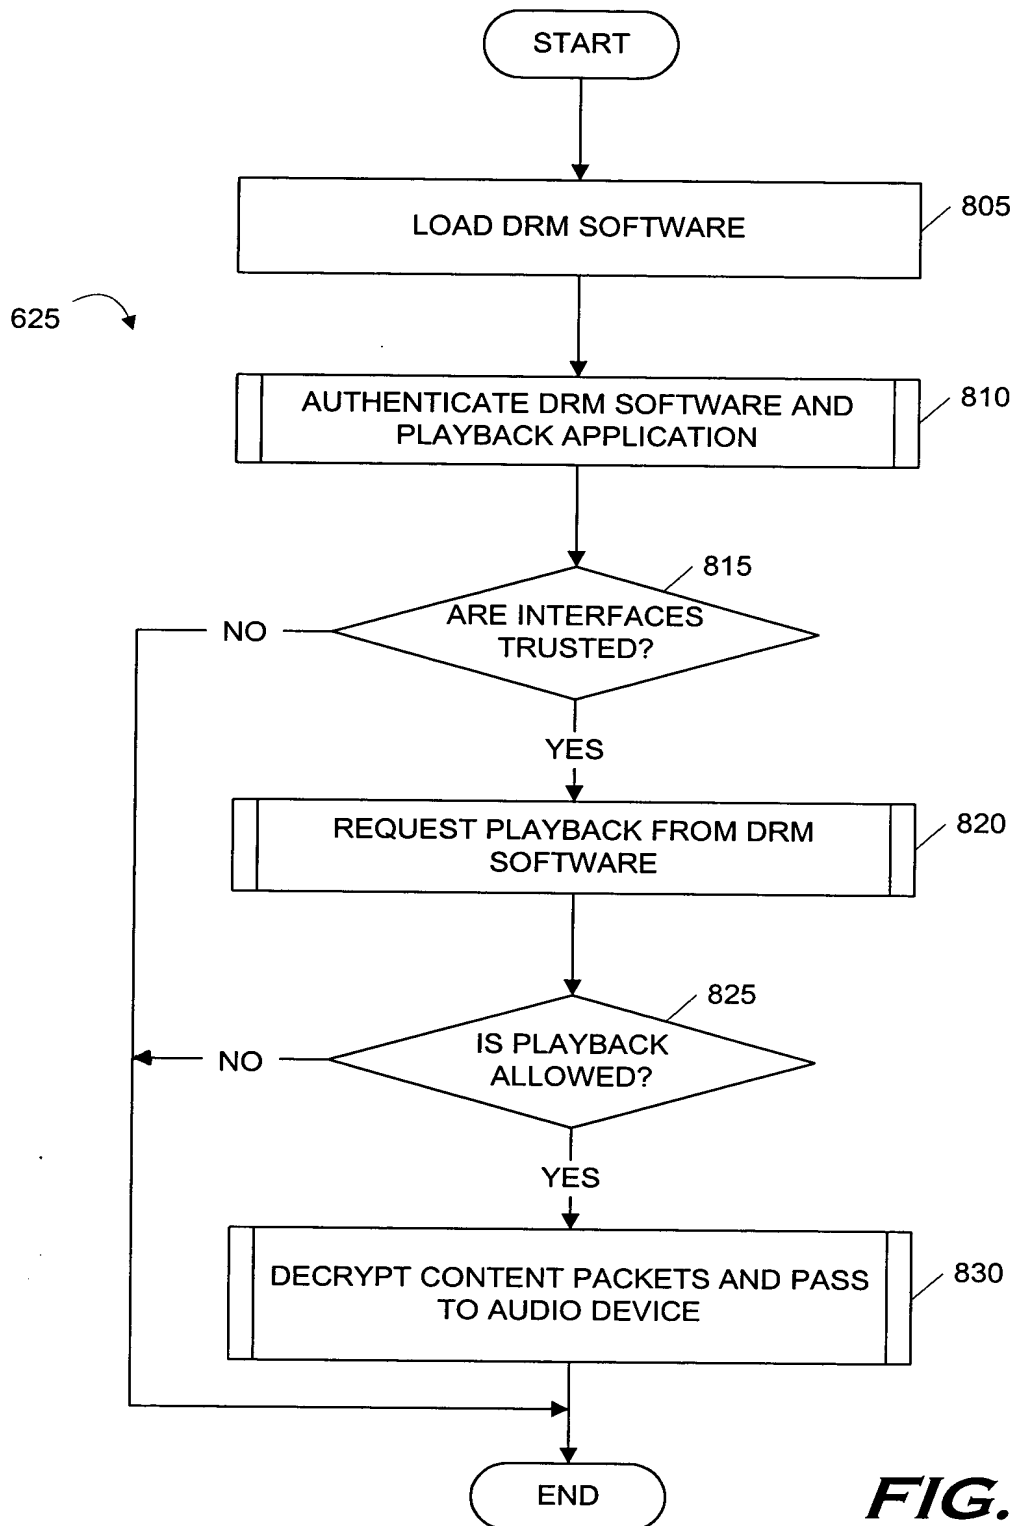 START
LOAD DRM SOFTWARE
805
625
AUTHENTICATE DRM SOFTWARE AND
PLAYBACK APPLICATION
810
815
ARE INTERFACES
TRUSTED?
NO
YES
REQUEST PLAYBACK FROM DRM
SOFTWARE
820
825
IS PLAYBACK
ALLOWED?
NO
YES
DECRYPT CONTENT PACKETS AND PASS
TO AUDIO DEVICE
830
END
FIG.